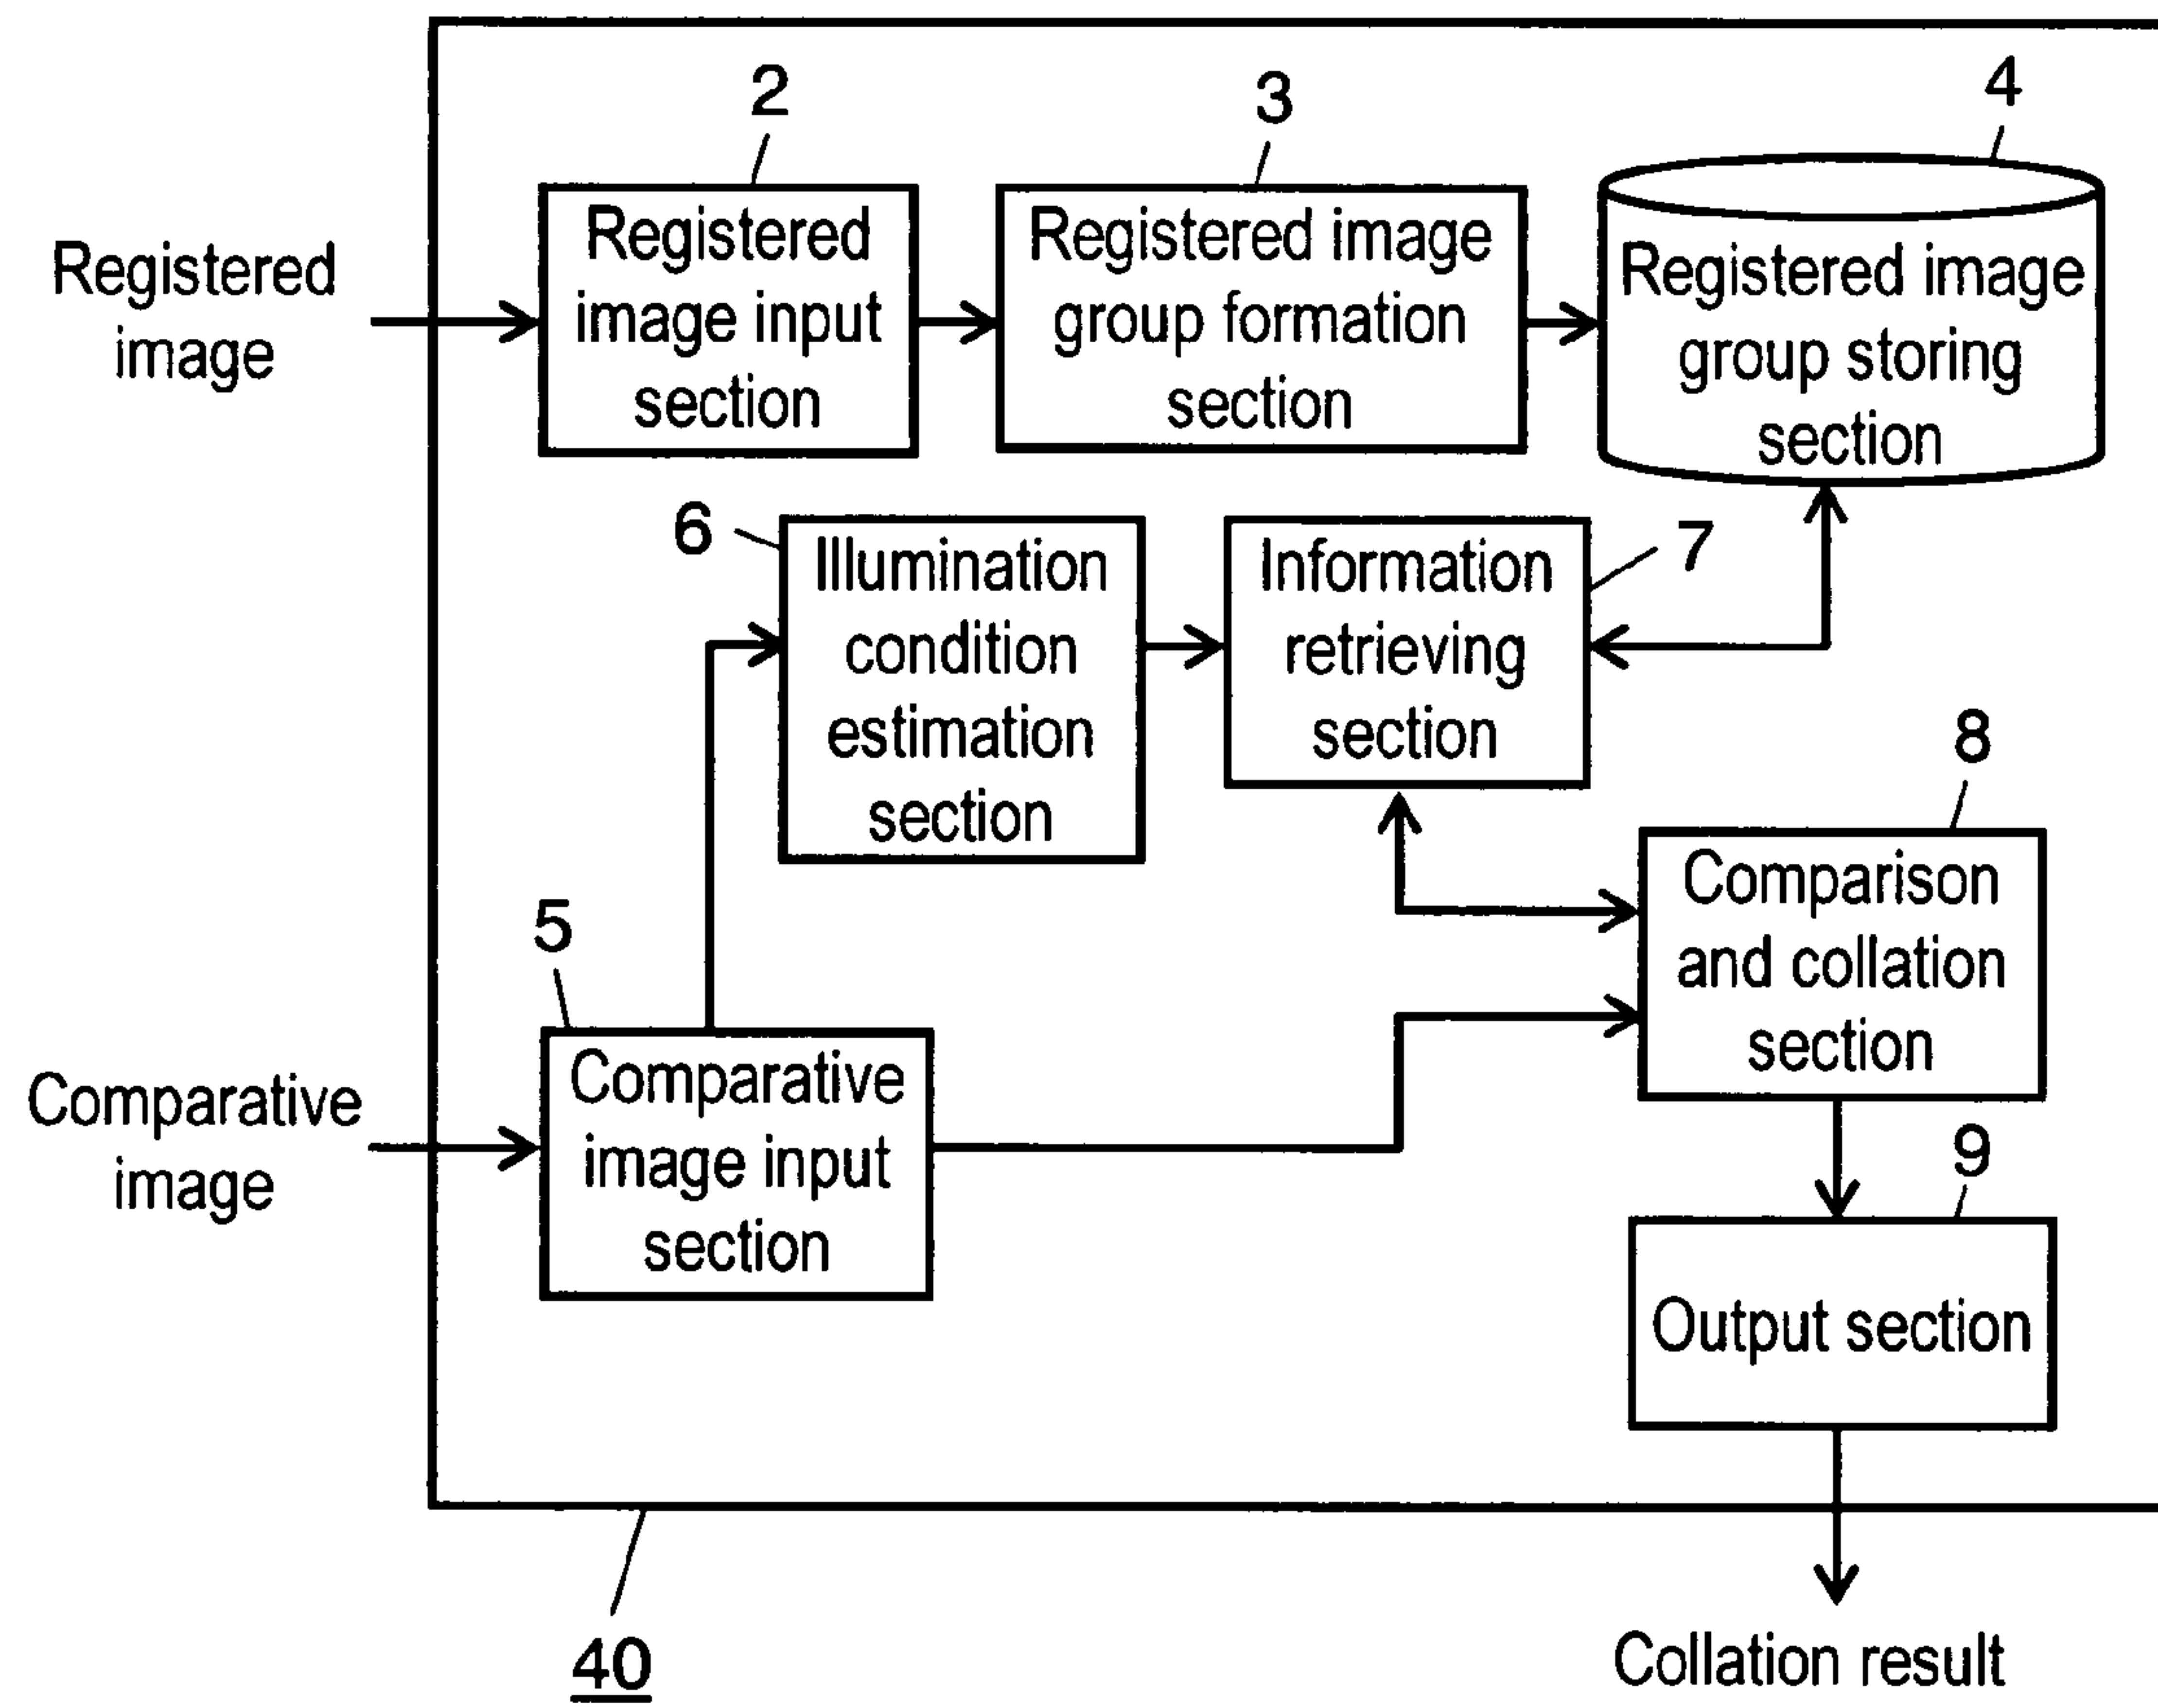 2
3
4
Registered
image
Registered
image input
section
Registered image
group formation
section
Registered image
group storing
section
6
Illumination
condition
estimation
section
Information
retrieving
section
7
8
Comparison
and collation
section
5
Comparative
image
Comparative
image input
section
9
Output section
40
Collation result